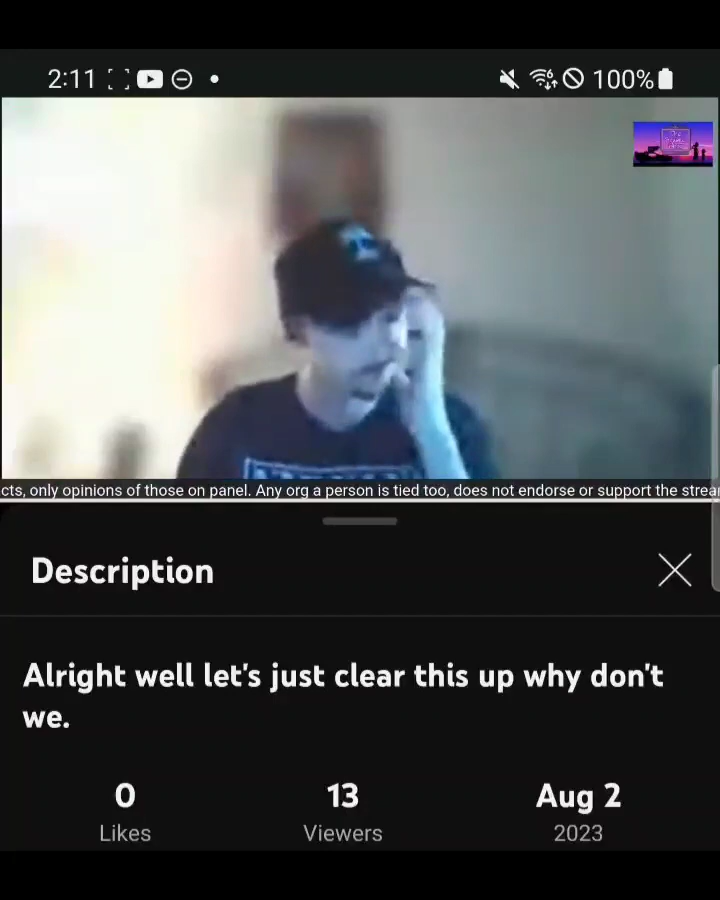 2:11
100%
cts, only opinions of those on panel. Any org a person is tied too, does not endorse or support the strea
Description
Alright well let's just clear this up why don't
we.
0 13 Aug 2
Likes Viewers 2023